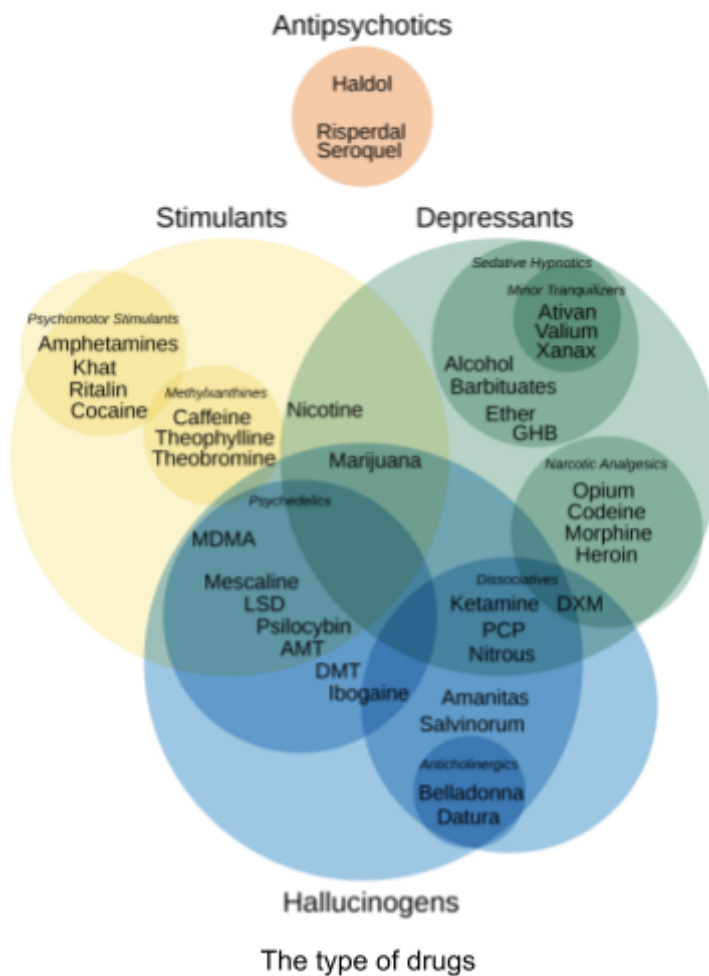 Antipsychotics
Haldol
Risperdal
Seroquel
Stimulants
Depressants
Sedative Hypnotics
Minor Tranquilizers
Ativan
Valium
Xanax
Alcohol
Barbituates
Ether
GHB
Psychomotor Stimulants
Amphetamines
Khat
Ritalin
Cocaine
Methylxanthines
Caffeine
Theophylline
Theobromine
Nicotine
Marijuana
Narcotic Analgesics
Opium
Codeine
Morphine
Heroin
Psychedelics
MDMA
Mescaline
LSD
Psilocybin
AMT
DMT
Ibogaine
Dissociatives
Ketamine
DXM
PCP
Nitrous
Amanitas
Salvinorum
Anticholinergics
Belladonna
Datura
Hallucinogens
The type of drugs